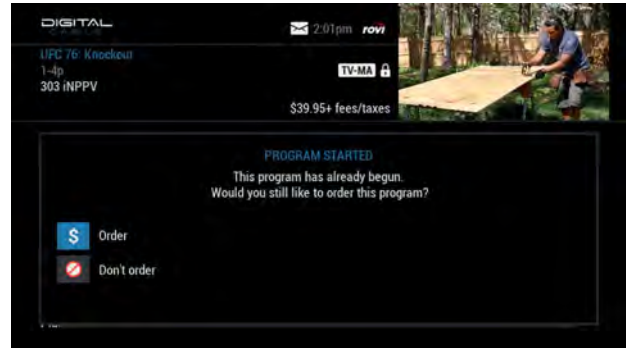 DIGITAL
CABLE
2:01pm rovi
UFC 76: Knockout
1-4p
TV-MA
303 iNPPV
$39.95+ fees/taxes
PROGRAM STARTED
This program has already begun.
Would you still like to order this program?
$ Order
Don't order